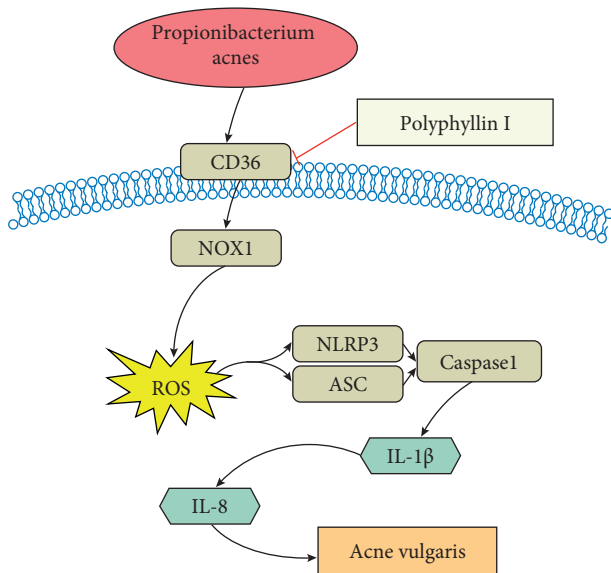 Propionibacterium
acnes
Polyphyllin I
CD36
NOX1
NLRP3
ASC
Caspase1
ROS
IL-1β
IL-8
Acne vulgaris